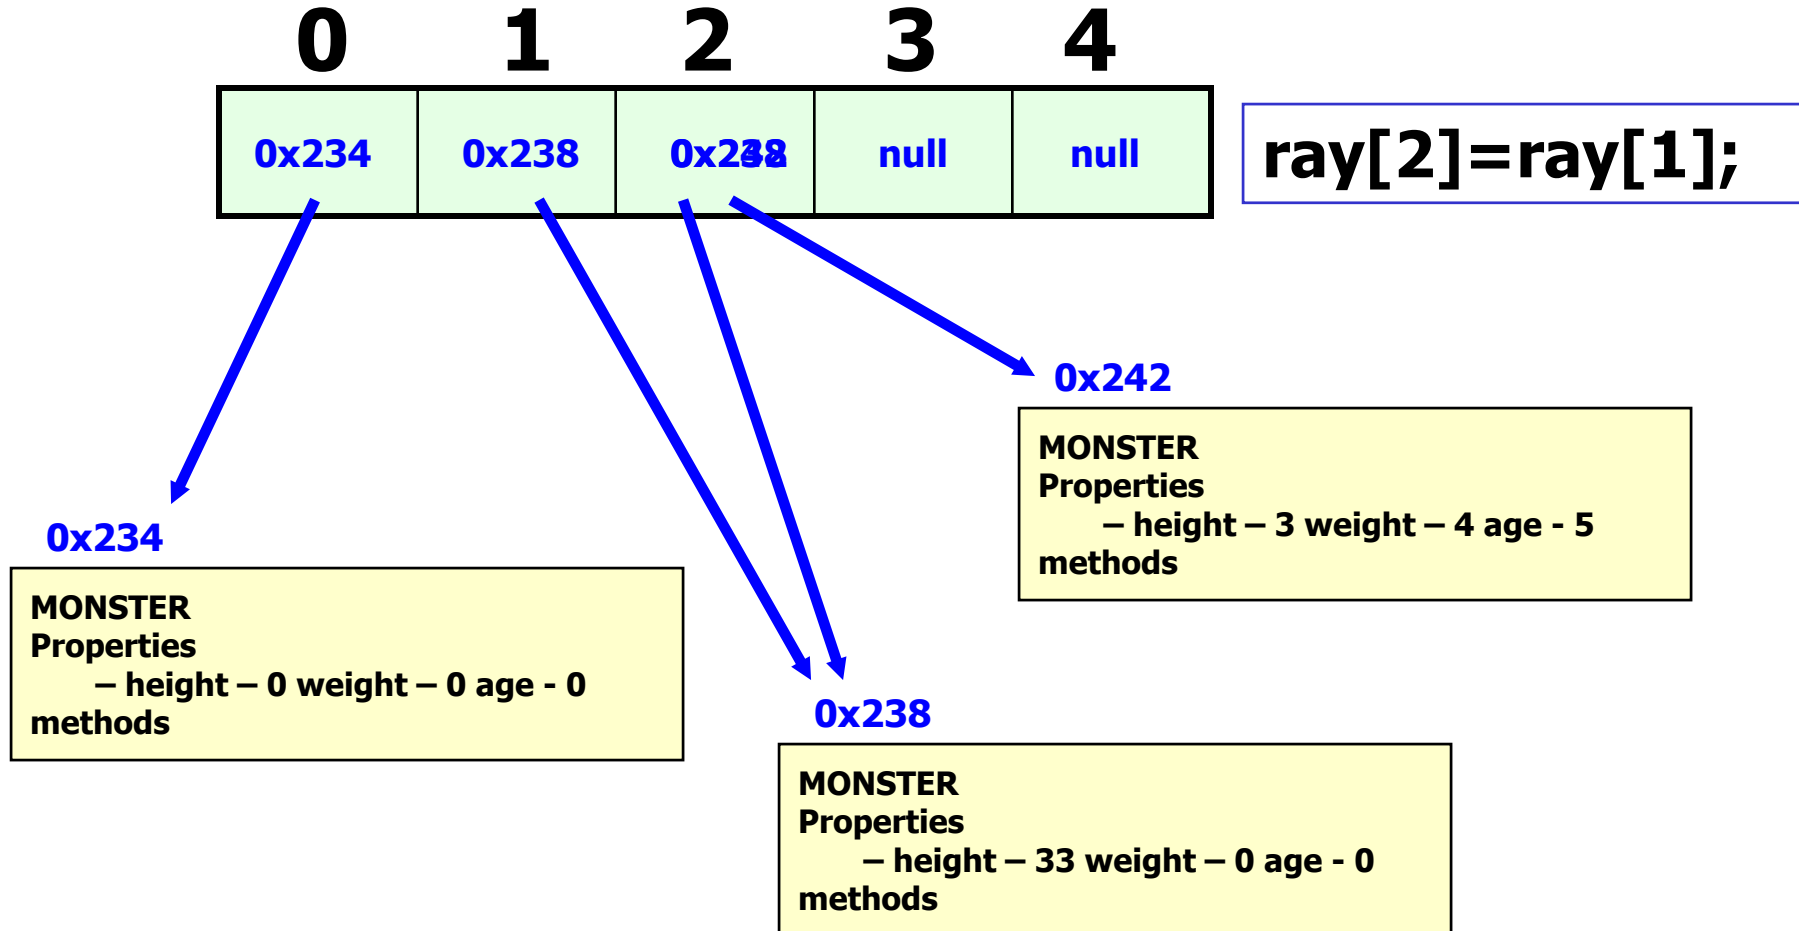 0 1 2 3 4
0x234 0x238 0x238 0x242 null null
ray[2]=ray[1];
0x242
MONSTER
Properties
– height – 3 weight – 4 age - 5
methods
0x234
MONSTER
Properties
– height – 0 weight – 0 age - 0
methods
0x238
MONSTER
Properties
– height – 33 weight – 0 age - 0
methods